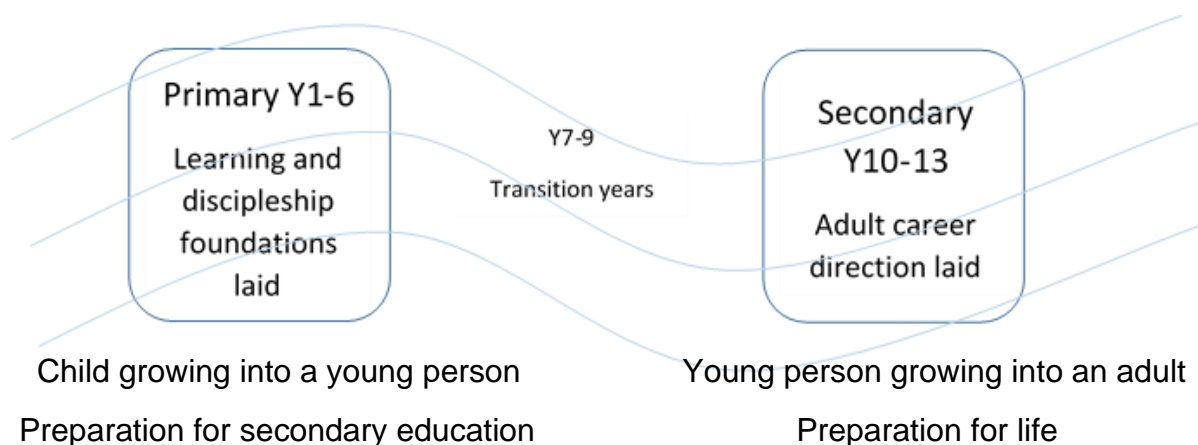 Primary Y1-6
Learning and
discipleship
foundations
laid
Y7-9
Transition years
Secondary
Y10-13
Adult career
direction laid
Child growing into a young person
Preparation for secondary education
Young person growing into an adult
Preparation for life